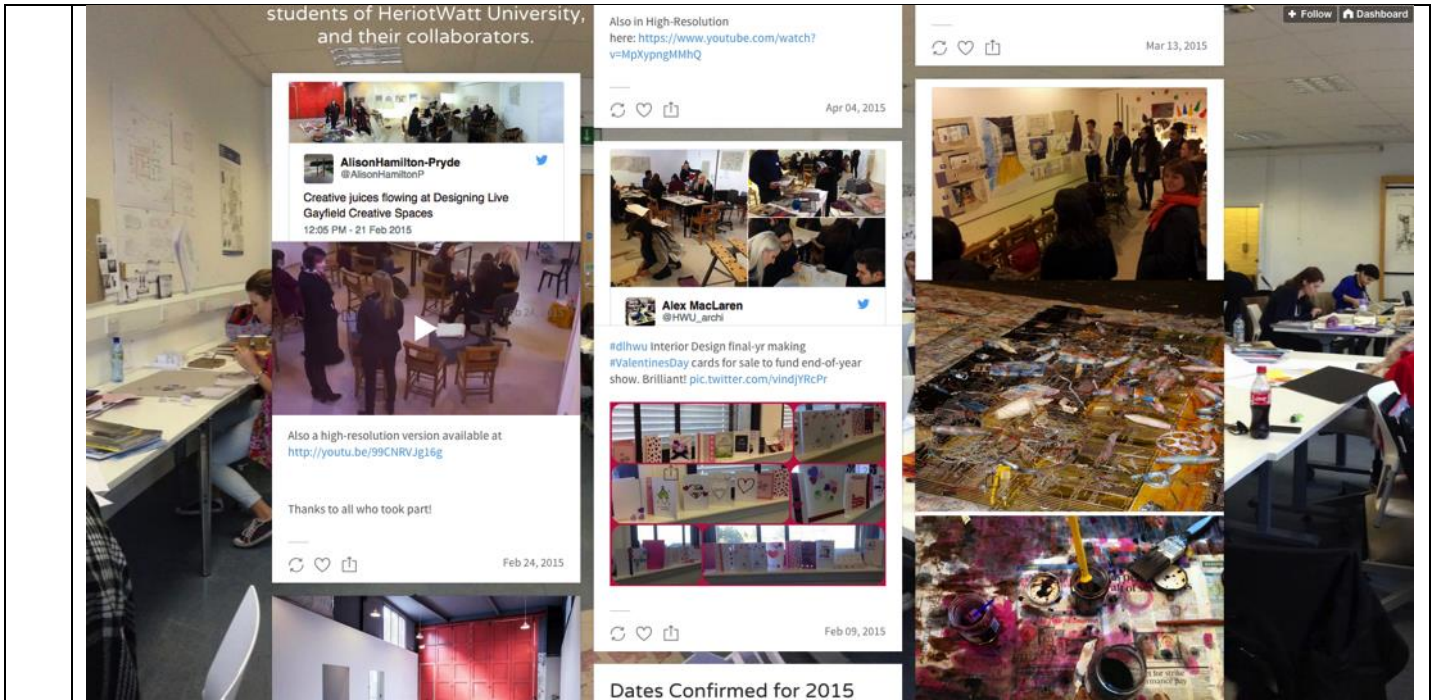 students of HeriotWatt University,
and their collaborators.
AlisonHamilton-Pryde
@AlisonHamiltonP
Creative juices flowing at Designing Live
Gayfield Creative Spaces
12:05 PM - 21 Feb 2015
Also a high-resolution version available at
http://youtu.be/99CNRVJg16g
Thanks to all who took part!
Feb 24, 2015
Also in High-Resolution
here: https://www.youtube.com/watch?
v=MpXypngMMhQ
Apr 04, 2015
Alex MacLaren
@HWU_archi
#dlhwu Interior Design final-yr making
#ValentinesDay cards for sale to fund end-of-year
show. Brilliant! pic.twitter.com/vindjYRcPr
Feb 09, 2015
Dates Confirmed for 2015
Mar 13, 2015
+ Follow
Dashboard